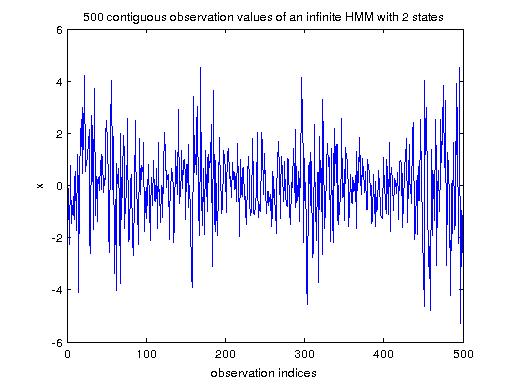 500 contiguous observation values of an infinite HMM with 2 states
6
4
2
0
-2
-4
-6
x
0 100 200 300 400 500
observation indices